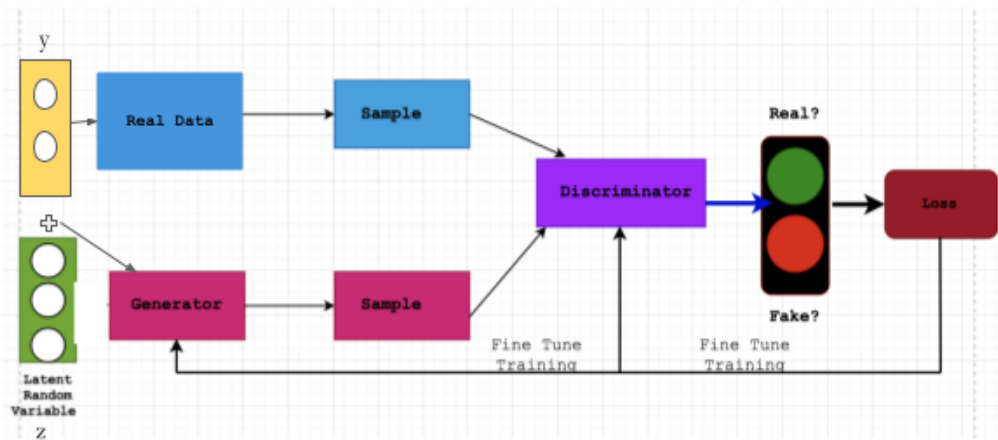 y
Real Data
Sample
Real?
Discriminator
Loss
Generator
Sample
Fake?
Fine Tune
Training
Fine Tune
Training
Latent
Random
Variable
z